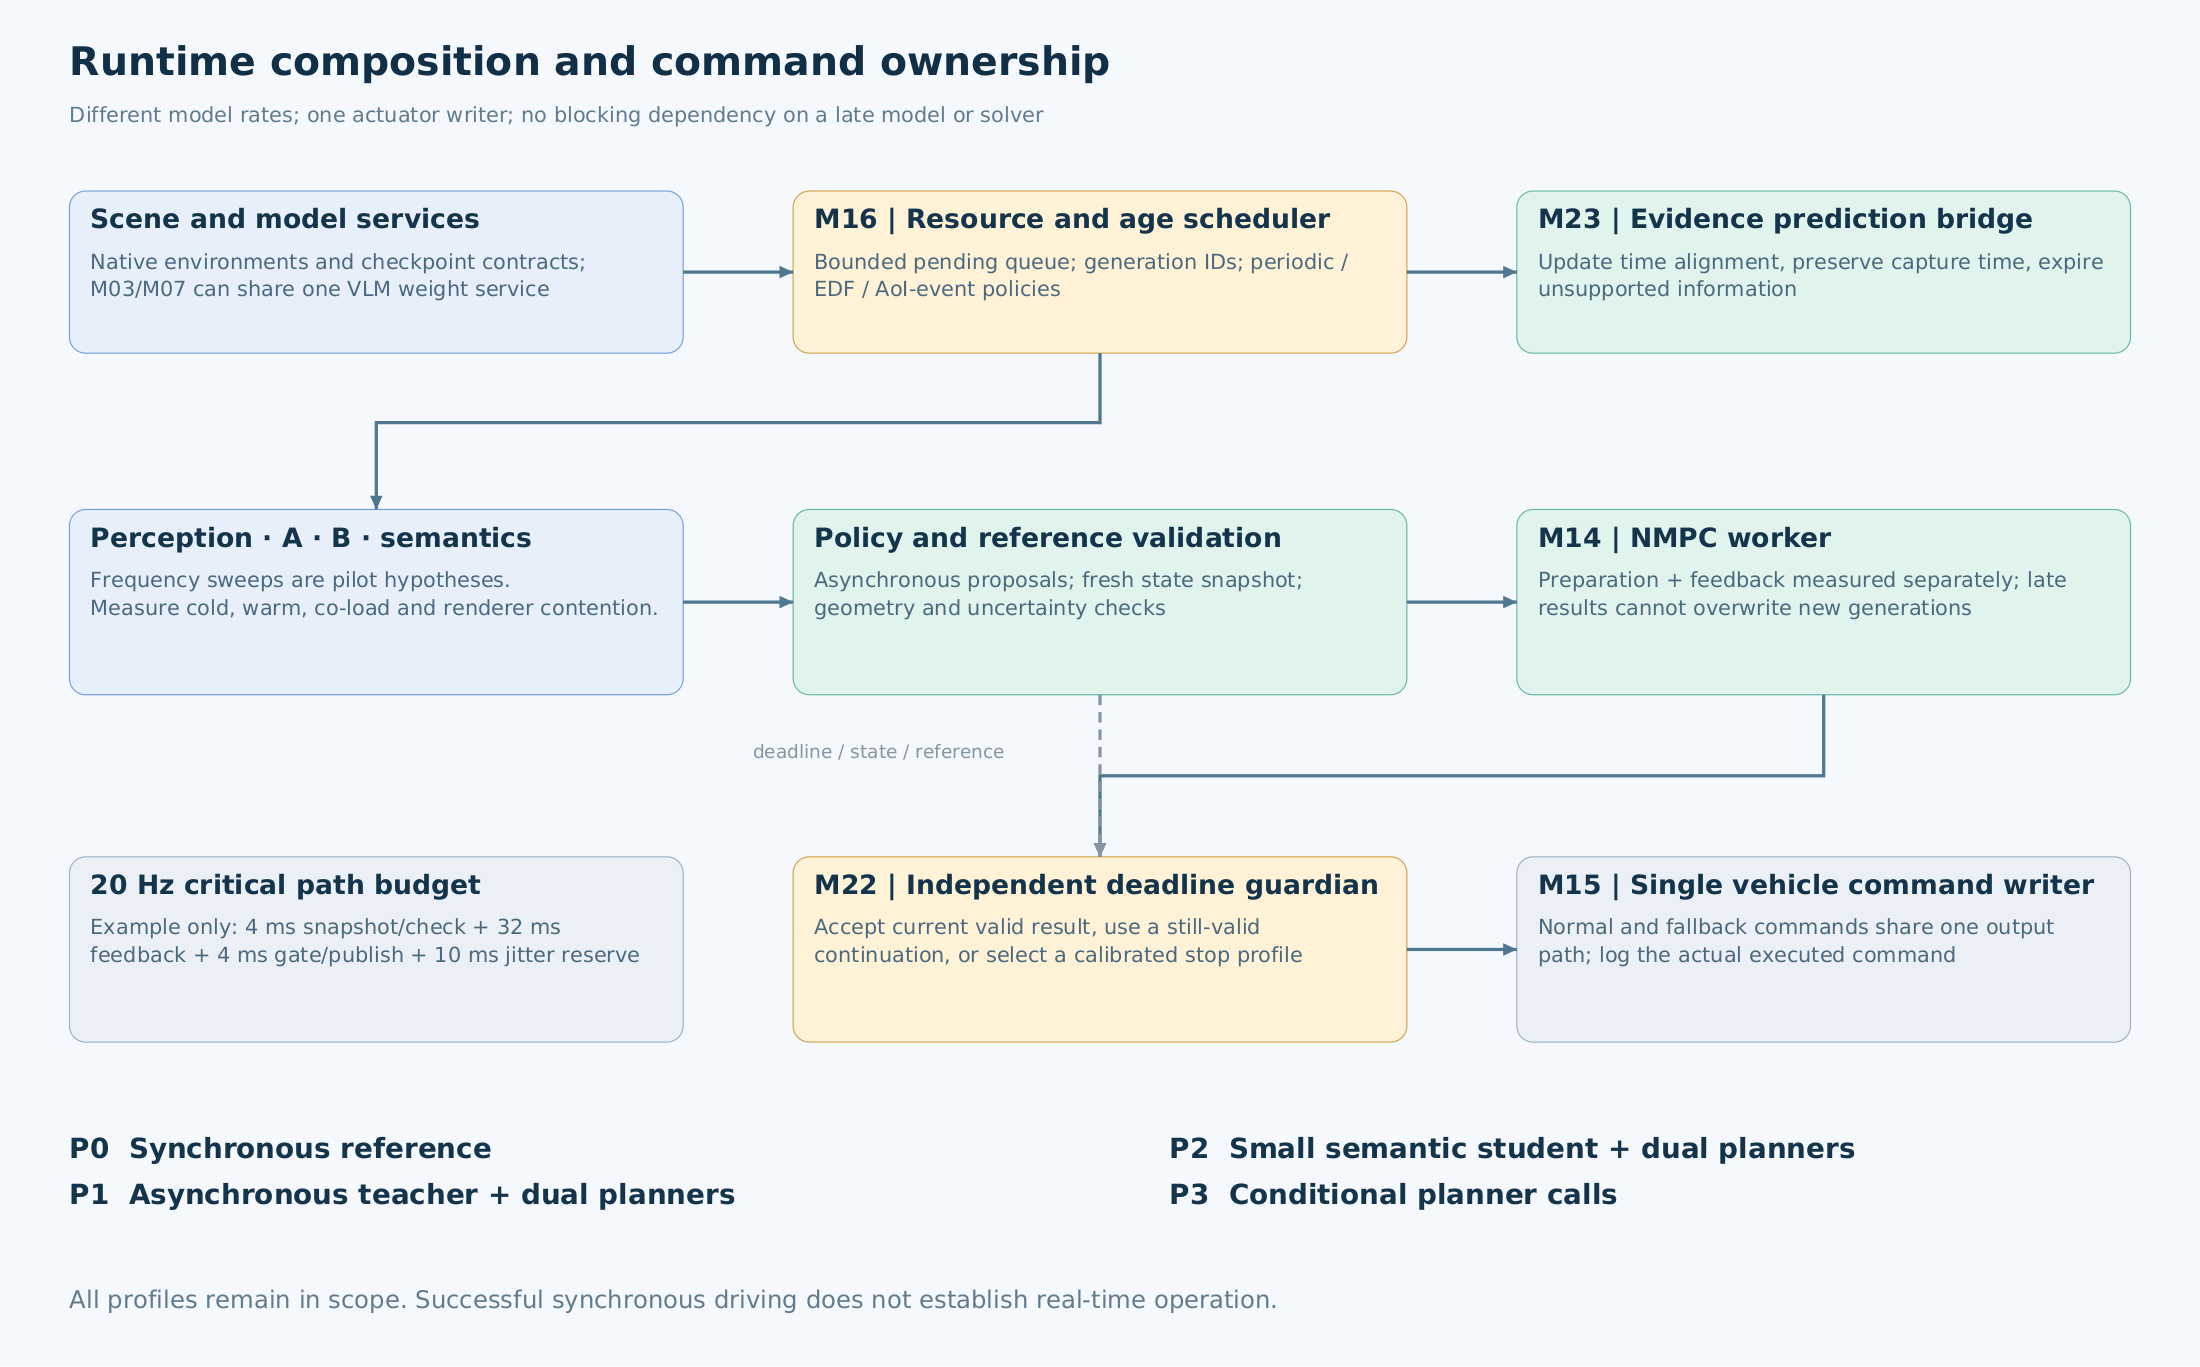 Runtime composition and command ownership
Different model rates; one actuator writer; no blocking dependency on a late model or solver
Scene and model services
Native environments and checkpoint contracts;
M03/M07 can share one VLM weight service
M16 | Resource and age scheduler
Bounded pending queue; generation IDs; periodic /
EDF / AoI-event policies
M23 | Evidence prediction bridge
Update time alignment, preserve capture time, expire
unsupported information
Perception · A · B · semantics
Frequency sweeps are pilot hypotheses.
Measure cold, warm, co-load and renderer contention.
Policy and reference validation
Asynchronous proposals; fresh state snapshot;
geometry and uncertainty checks
M14 | NMPC worker
Preparation + feedback measured separately; late
results cannot overwrite new generations
deadline / state / reference
20 Hz critical path budget
Example only: 4 ms snapshot/check + 32 ms
feedback + 4 ms gate/publish + 10 ms jitter reserve
M22 | Independent deadline guardian
Accept current valid result, use a still-valid
continuation, or select a calibrated stop profile
M15 | Single vehicle command writer
Normal and fallback commands share one output
path; log the actual executed command
P0 Synchronous reference
P1 Asynchronous teacher + dual planners
P2 Small semantic student + dual planners
P3 Conditional planner calls
All profiles remain in scope. Successful synchronous driving does not establish real-time operation.